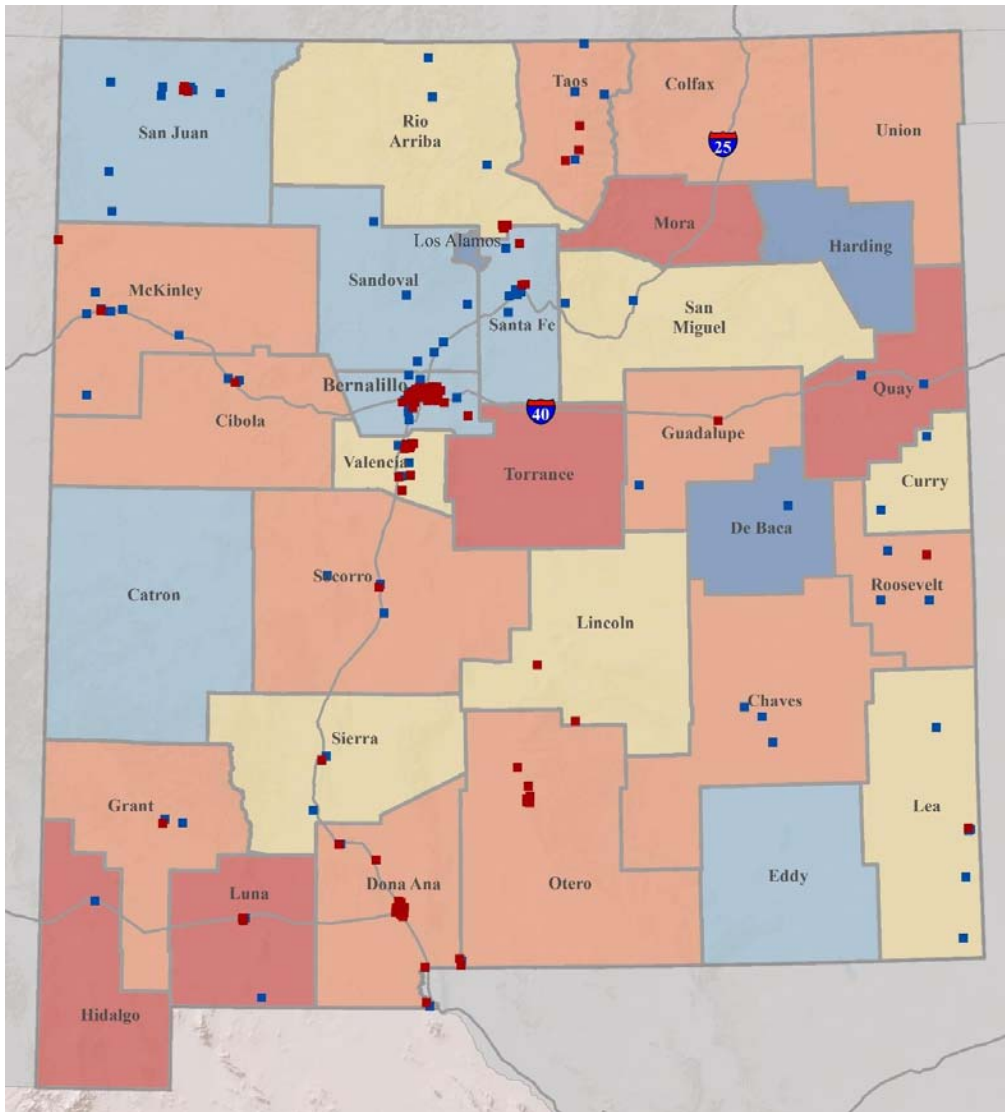 Taos
Colfax
San Juan
Rio
Arriba
Union
25
Mora
Los Alamos
Harding
Sandoval
McKinley
San
Miguel
Santa Fe
Bernalillo
Quay
40
Cibola
Guadalupe
Valencia
Torrance
Curry
De Baca
Socorro
Roosevelt
Catron
Lincoln
Chaves
Sierra
Grant
Lea
Dona Ana
Otero
Eddy
Luna
Hidalgo